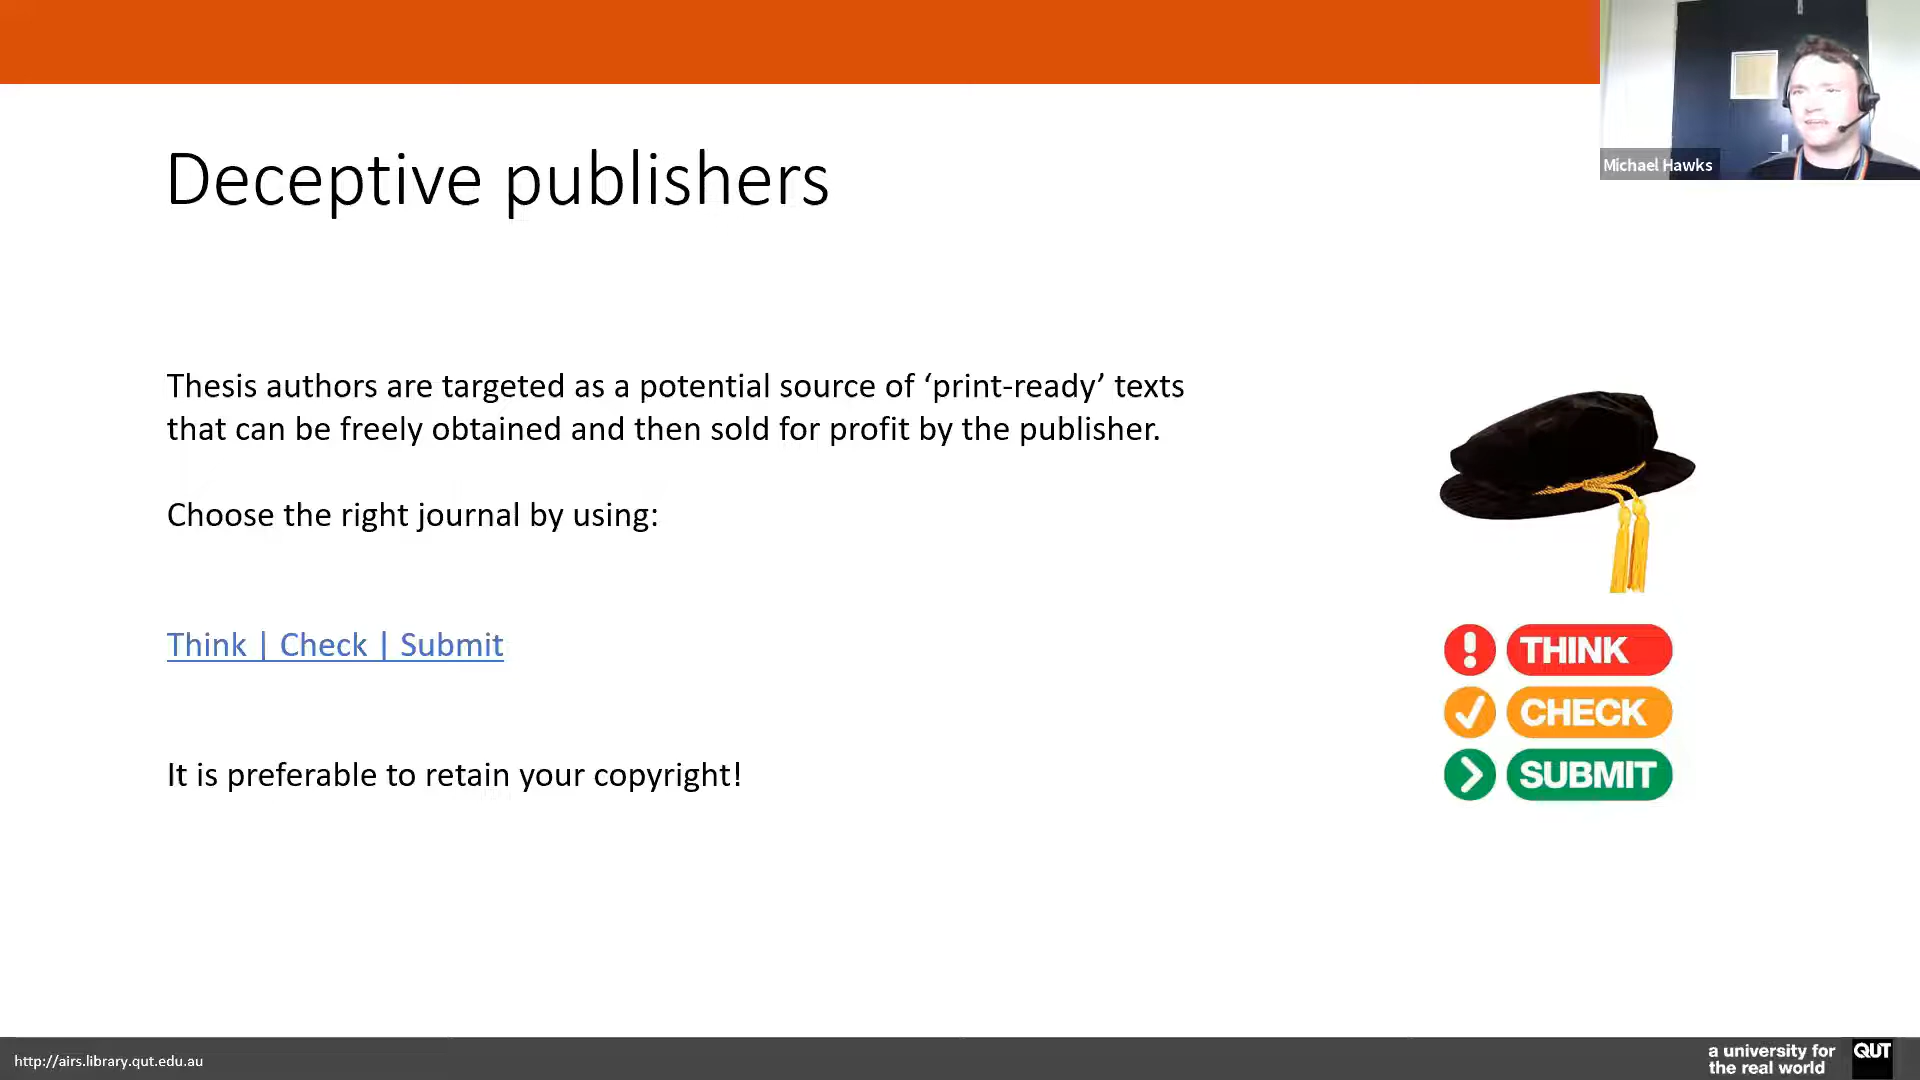 Michael Hawks
Deceptive publishers
Thesis authors are targeted as a potential source of ‘print-ready’ texts
that can be freely obtained and then sold for profit by the publisher.
Choose the right journal by using:
Think | Check | Submit
It is preferable to retain your copyright!
! THINK
CHECK
SUBMIT
http://airs.library.qut.edu.au
a university for
the real world
QUT